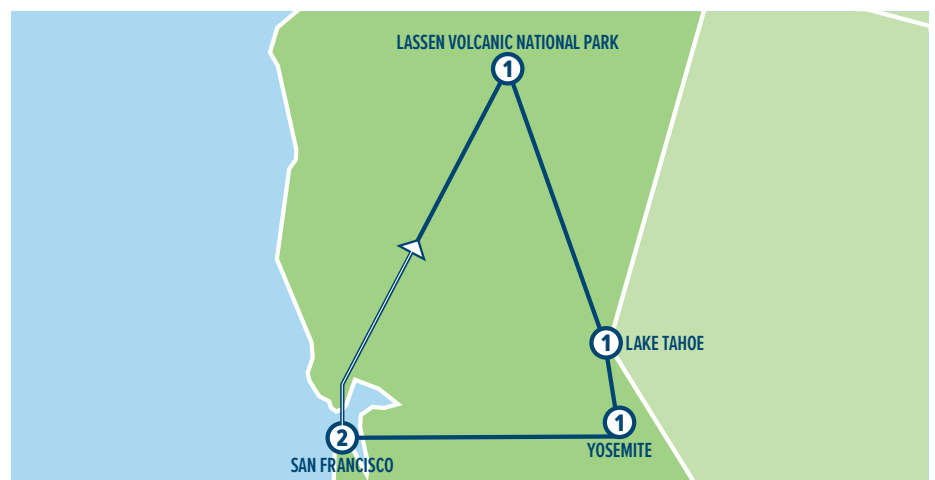 LASSEN VOLCANIC NATIONAL PARK
1
1 LAKE TAHOE
1
YOSEMITE
2
SAN FRANCISCO